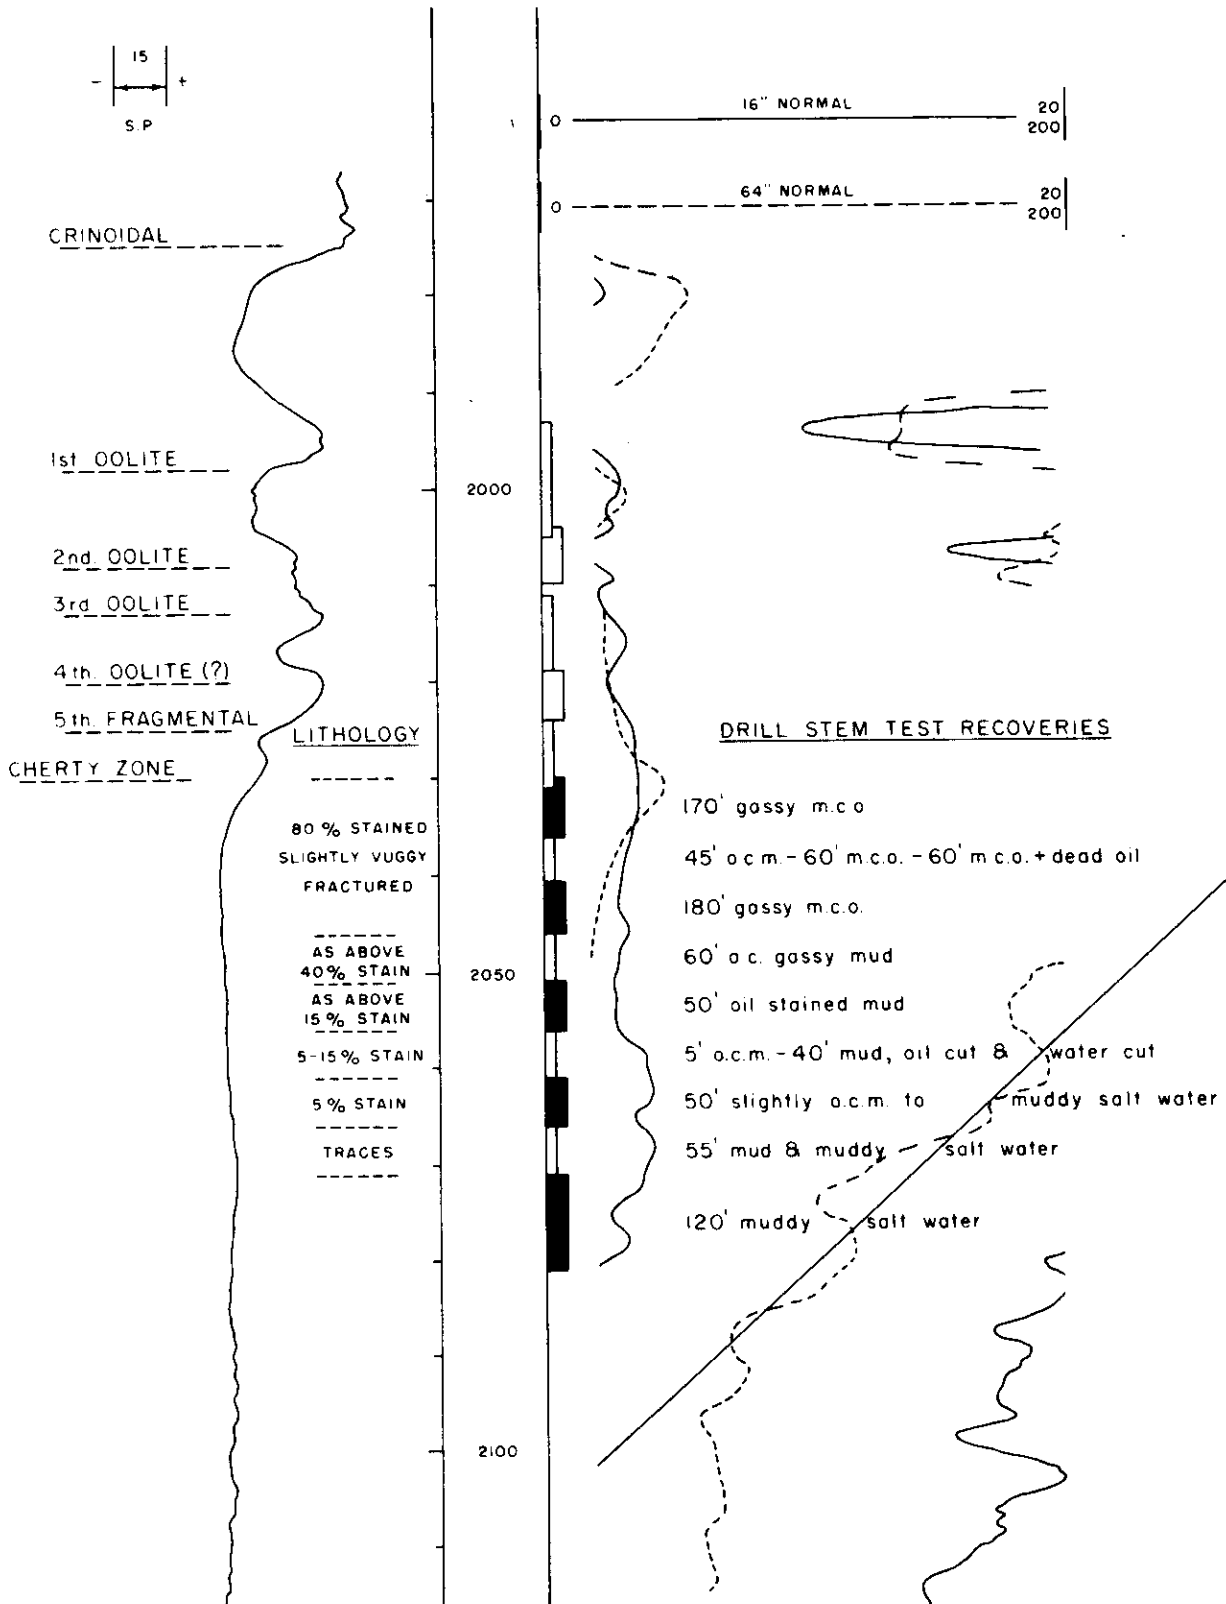 15
- +
S.P
0 16" NORMAL 20
200
0 64" NORMAL 20
200
CRINOIDAL
1st OOLITE
2000
2nd. OOLITE
3rd OOLITE
4th. OOLITE (?)
5th. FRAGMENTAL
LITHOLOGY
DRILL STEM TEST RECOVERIES
CHERTY ZONE
80% STAINED
SLIGHTLY VUGGY
FRACTURED
AS ABOVE
40% STAIN
2050
AS ABOVE
15% STAIN
5-15% STAIN
5% STAIN
TRACES
170' gassy m.c.o
45' o.c.m. - 60' m.c.o. - 60' m.c.o. + dead oil
180' gassy m.c.o.
60' o.c. gassy mud
50' oil stained mud
5' o.c.m. - 40' mud, oil cut & water cut
50' slightly o.c.m. to muddy salt water
55' mud & muddy salt water
120' muddy salt water
2100